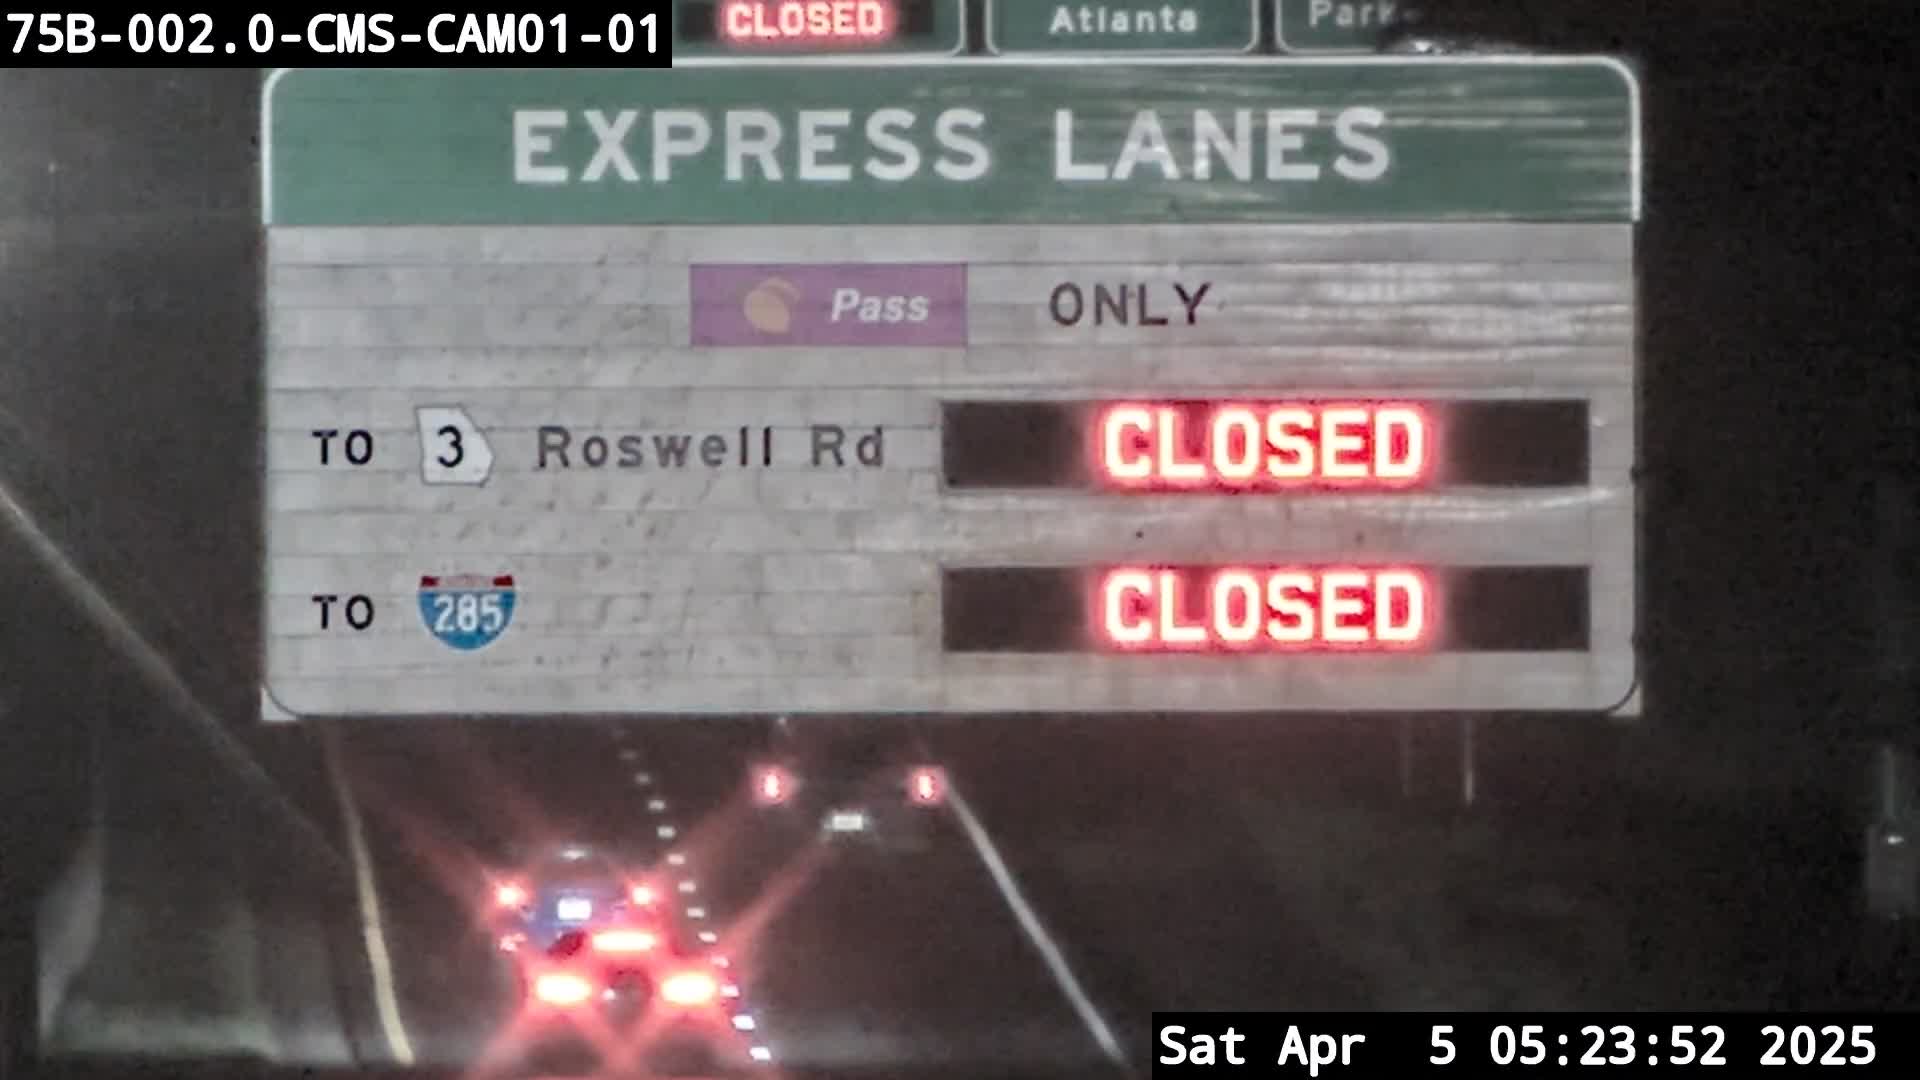 75B-002.0-CMS-CAM01-01
CLOSED
Atlanta
EXPRESS LANES
Pass ONLY
TO 3 Roswell Rd CLOSED
TO 285 CLOSED
Sat Apr 5 05:23:52 2025